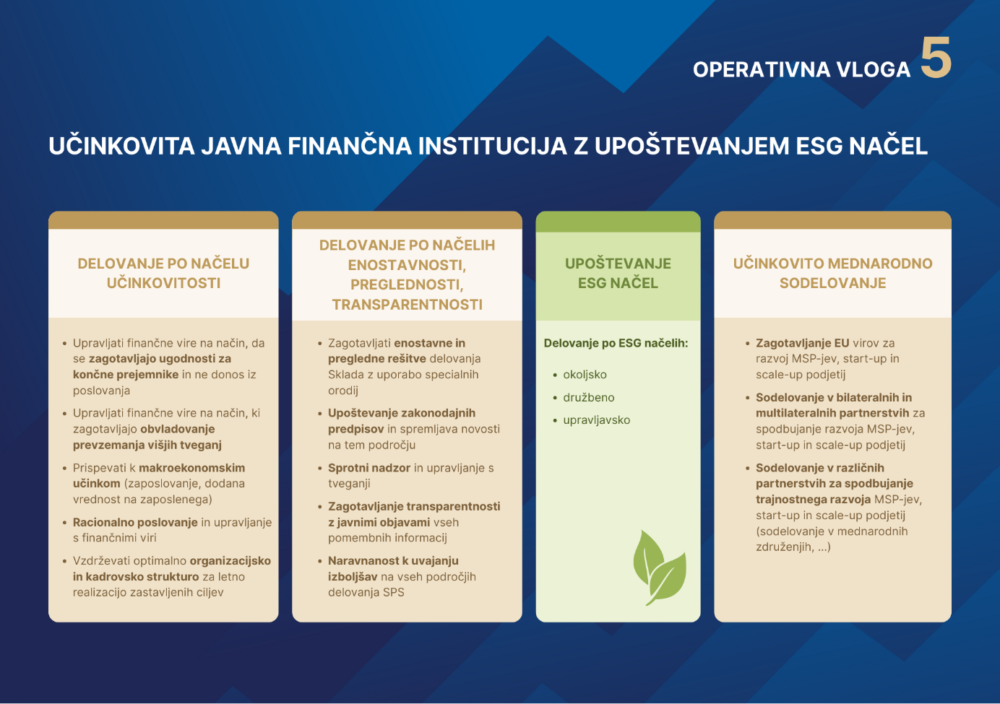 OPERATIVNA VLOGA 5
UČINKOVITA JAVNA FINANČNA INSTITUCIJA Z UPOŠTEVANJEM ESG NAČEL
DELOVANJE PO NAČELU
UČINKOVITOSTI
• Upravljati finančne vire na način, da
se zagotavljajo ugodnosti za
končne prejemnike in ne donos iz
poslovanja
• Upravljati finančne vire na način, ki
zagotavljajo obvladovanje
prevzemanja višjih tveganj
• Prispevati k makroekonomskim
učinkom (zaposlovanje, dodana
vrednost na zaposlenega)
• Racionalno poslovanje in upravljanje
s finančnimi viri
• Vzdrževati optimalno organizacijsko
in kadrovsko strukturo za letno
realizacijo zastavljenih ciljev
DELOVANJE PO NAČELIH
ENOSTAVNOSTI,
PREGLEDNOSTI,
TRANSPARENTNOSTI
• Zagotavljati enostavne in
pregledne rešitve delovanja
Sklada z uporabo specialnih
orodij
• Upoštevanje zakonodajnih
predpisov in spremljava novosti
na tem področju
• Sprotni nadzor in upravljanje s
tveganji
• Zagotavljanje transparentnosti
z javnimi objavami vseh
pomembnih informacij
• Naravnanost k uvajanju
izboljšav na vseh področjih
delovanja SPS
UPOŠTEVANJE
ESG NAČEL
Delovanje po ESG načelih:
• okoljsko
• družbeno
• upravljavsko
UČINKOVITO MEDNARODNO
SODELOVANJE
• Zagotavljanje EU virov za
razvoj MSP-jev, start-up in
scale-up podjetij
• Sodelovanje v bilateralnih in
multilateralnih partnerstvih za
spodbujanje razvoja MSP-jev,
start-up in scale-up podjetij
• Sodelovanje v različnih
partnerstvih za spodbujanje
trajnostnega razvoja MSP-jev,
start-up in scale-up podjetij
(sodelovanje v mednarodnih
združenjih, ...)